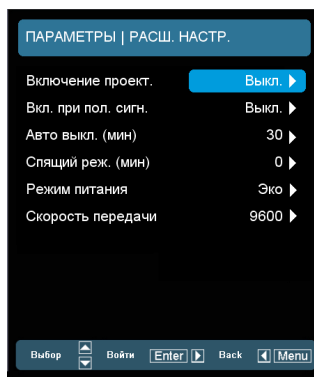 ПАРАМЕТРЫ | РАСШ. НАСТР.
Включение проект. Выкл.
Вкл. при пол. сигн. Выкл.
Авто выкл. (мин) 30
Спящий реж. (мин) 0
Режим питания Эко
Скорость передачи 9600
Выбор Войти Enter Back Menu